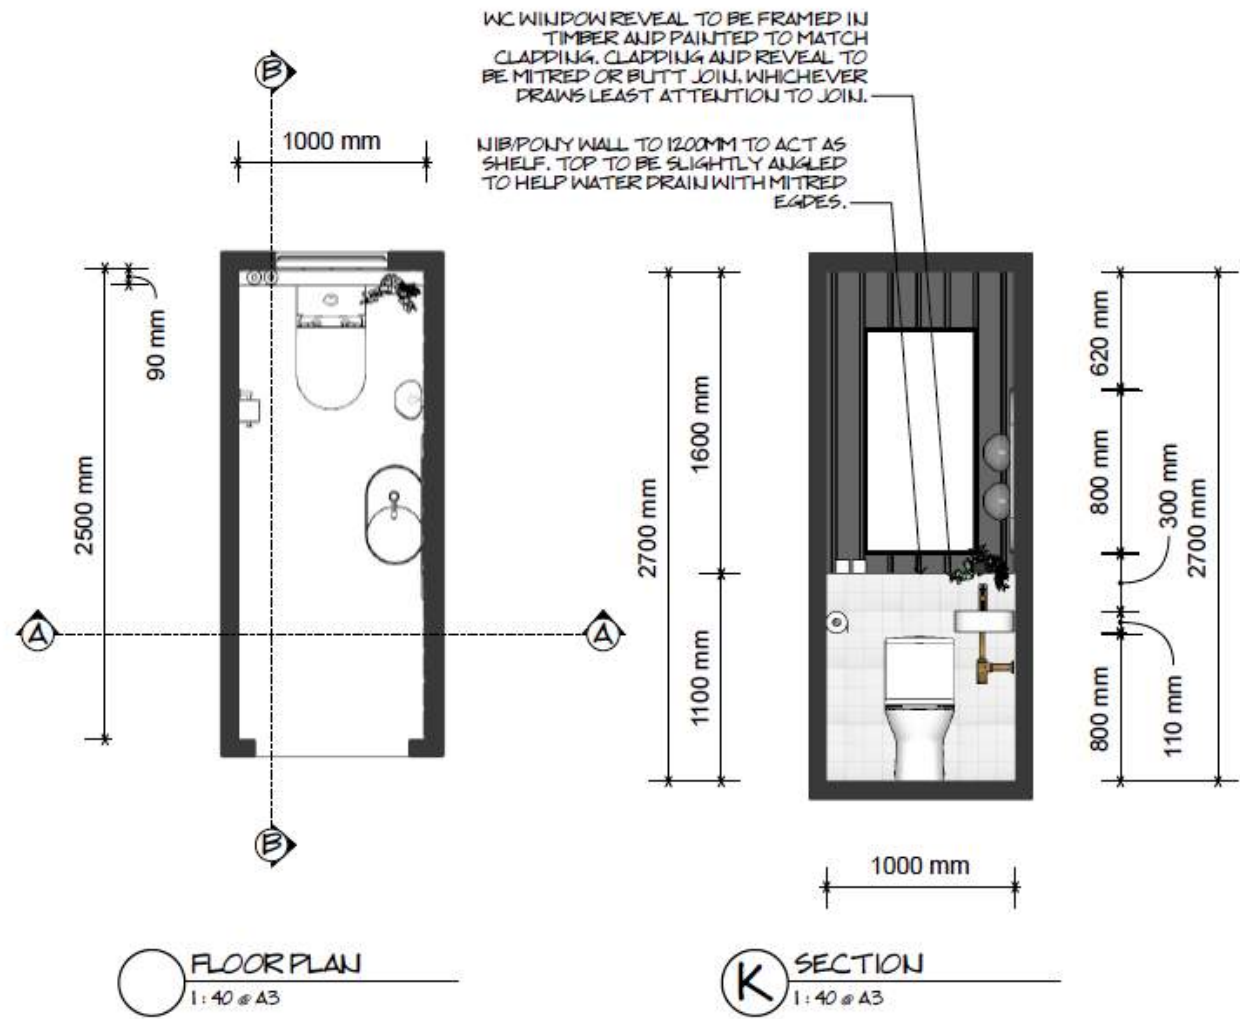 WC WINDOW REVEAL TO BE FRAMED IN
TIMBER AND PAINTED TO MATCH
CLADDING. CLADDING AND REVEAL TO
BE MITRED OR BUTT JOIN, WHICHEVER
DRAWS LEAST ATTENTION TO JOIN.
NIB/PONY WALL TO 1200MM TO ACT AS
SHELF. TOP TO BE SLIGHTLY ANGLED
TO HELP WATER DRAIN WITH MITRED
EGDES.
B
1000 mm
90 mm
2500 mm
A
A
B
FLOOR PLAN
1 : 40 @ A3
2700 mm
1600 mm
1100 mm
620 mm
800 mm
300 mm
2700 mm
110 mm
800 mm
1000 mm
K
SECTION
1 : 40 @ A3